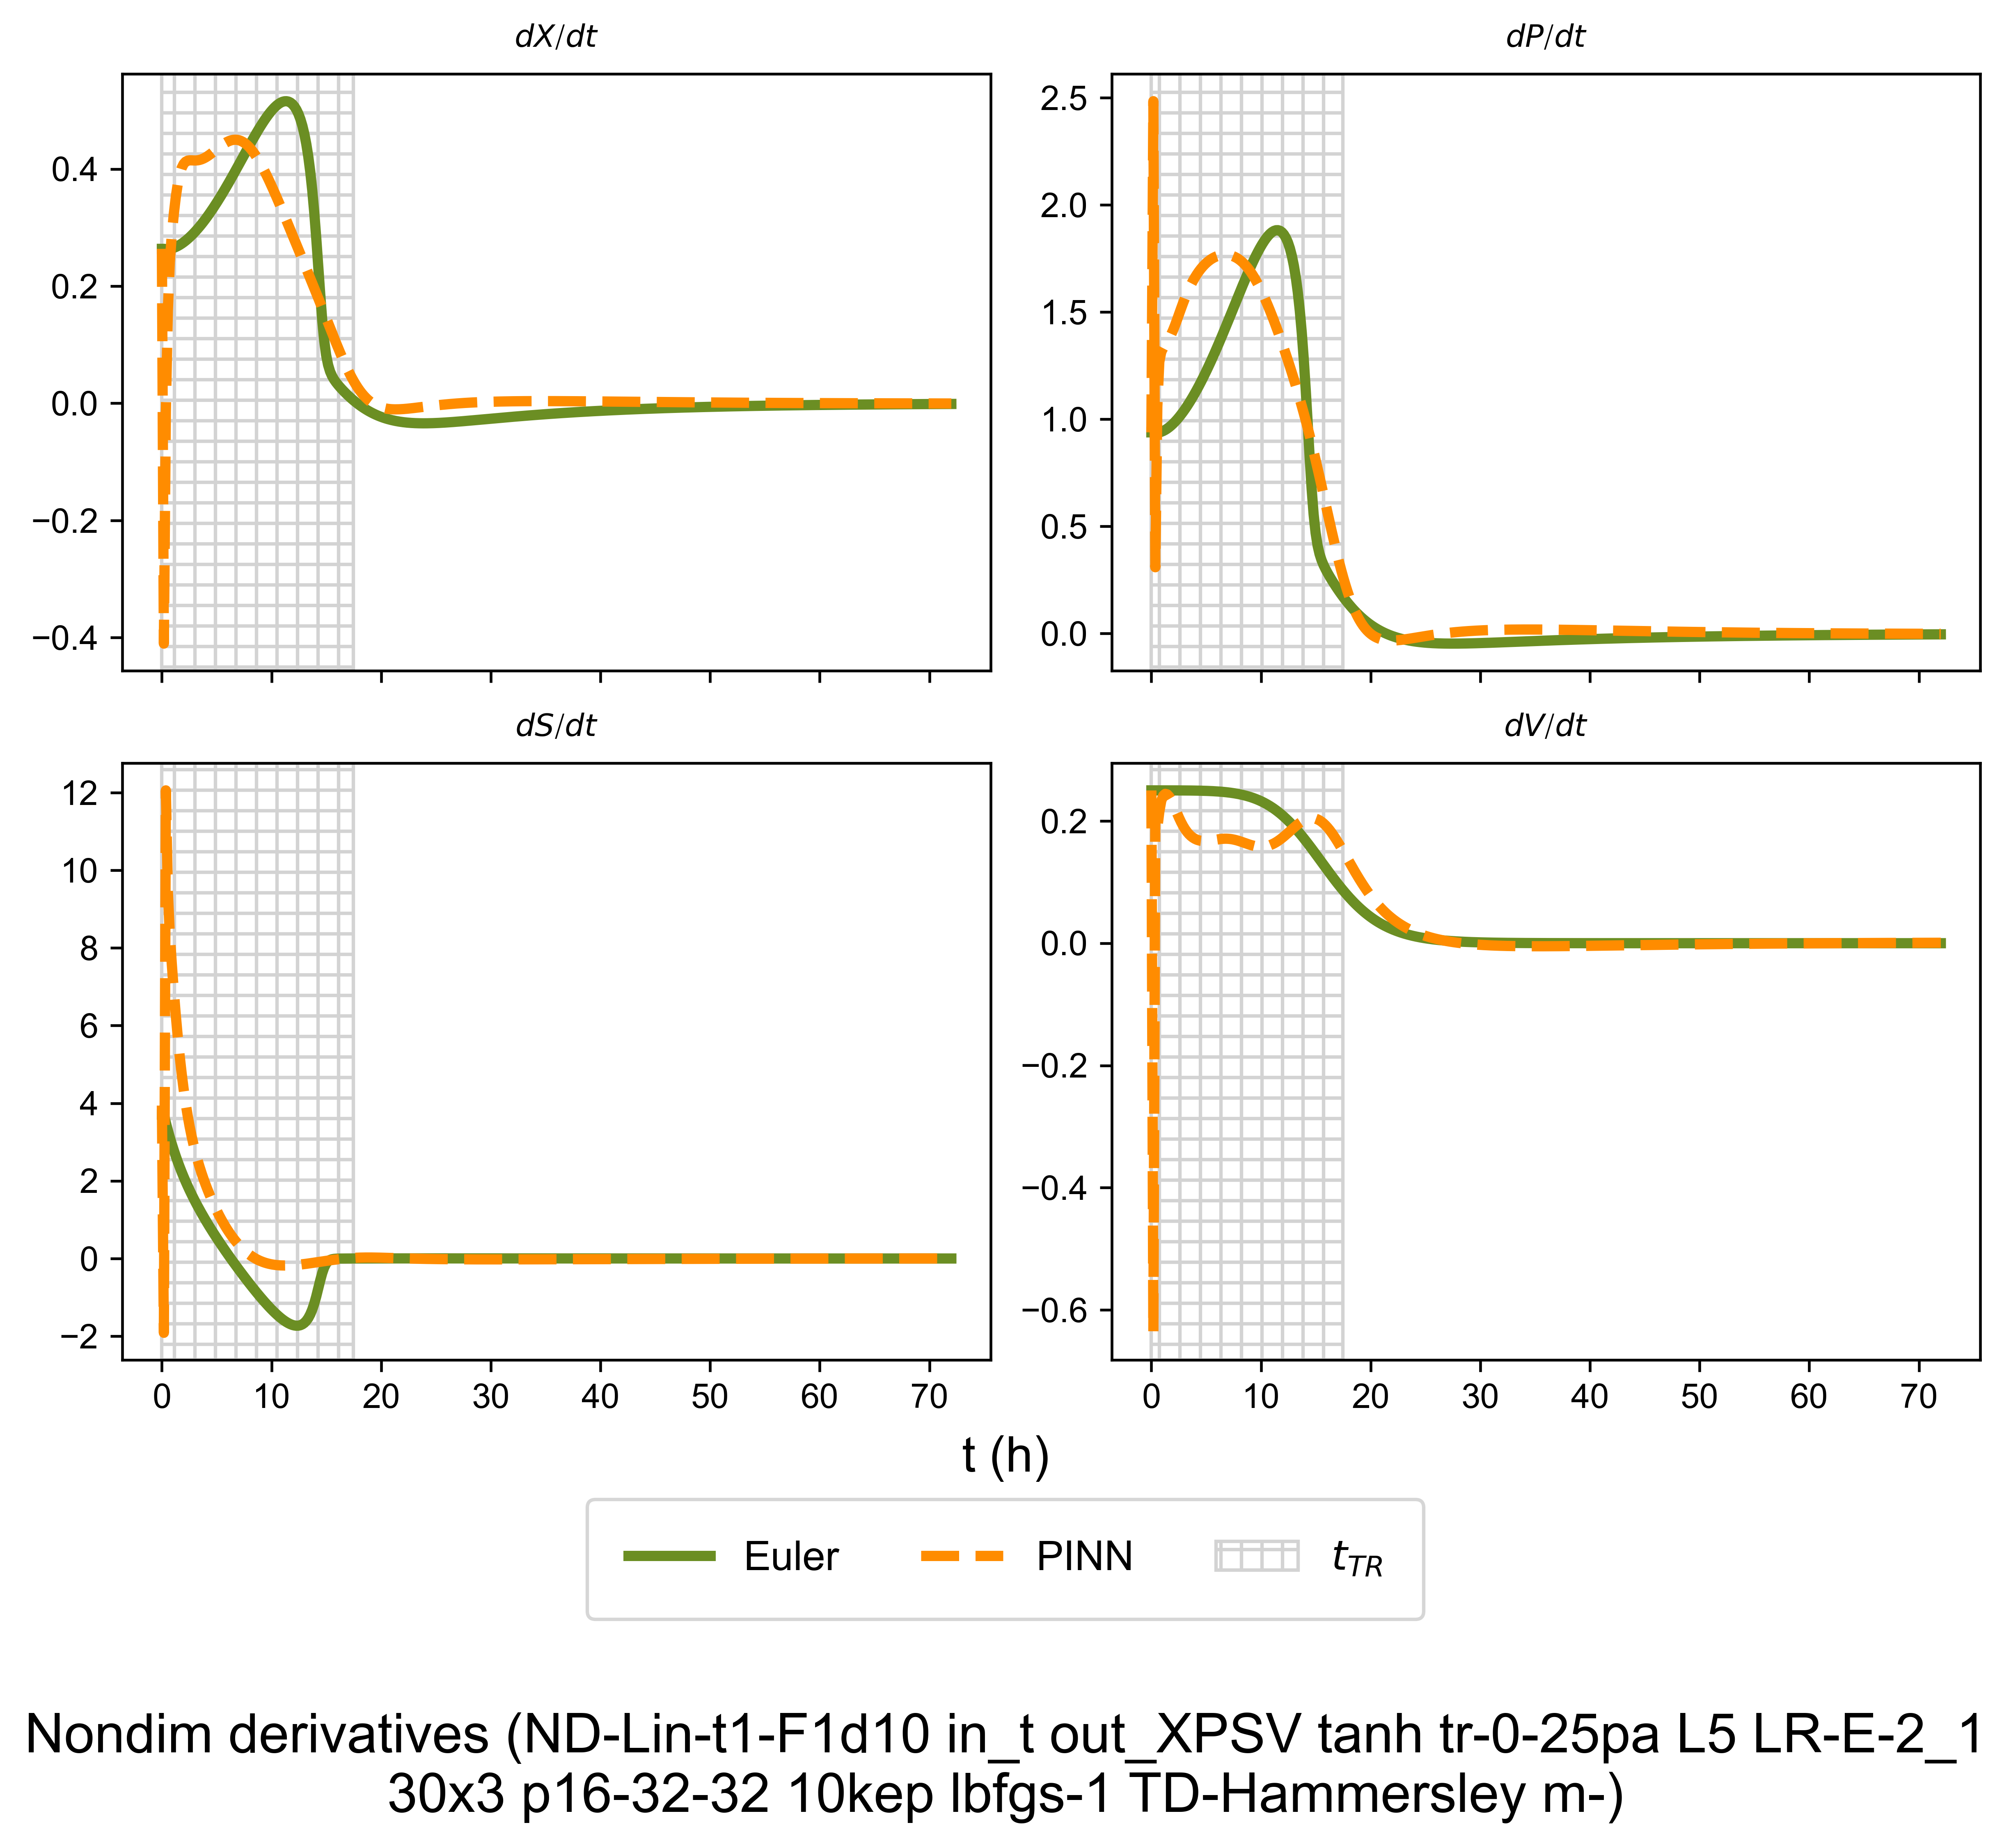 dX/dt
dP/dt
0.4
0.2
0.0
−0.2
−0.4
2.5
2.0
1.5
1.0
0.5
0.0
dS/dt
dV/dt
12
10
8
6
4
2
0
−2
0.2
0.0
−0.2
−0.4
−0.6
0 10 20 30 40 50 60 70
0 10 20 30 40 50 60 70
t (h)
Euler PINN t_{TR}
Nondim derivatives (ND-Lin-t1-F1d10 in_t out_XPSV tanh tr-0-25pa L5 LR-E-2_1
30x3 p16-32-32 10kep lbfgs-1 TD-Hammersley m-)